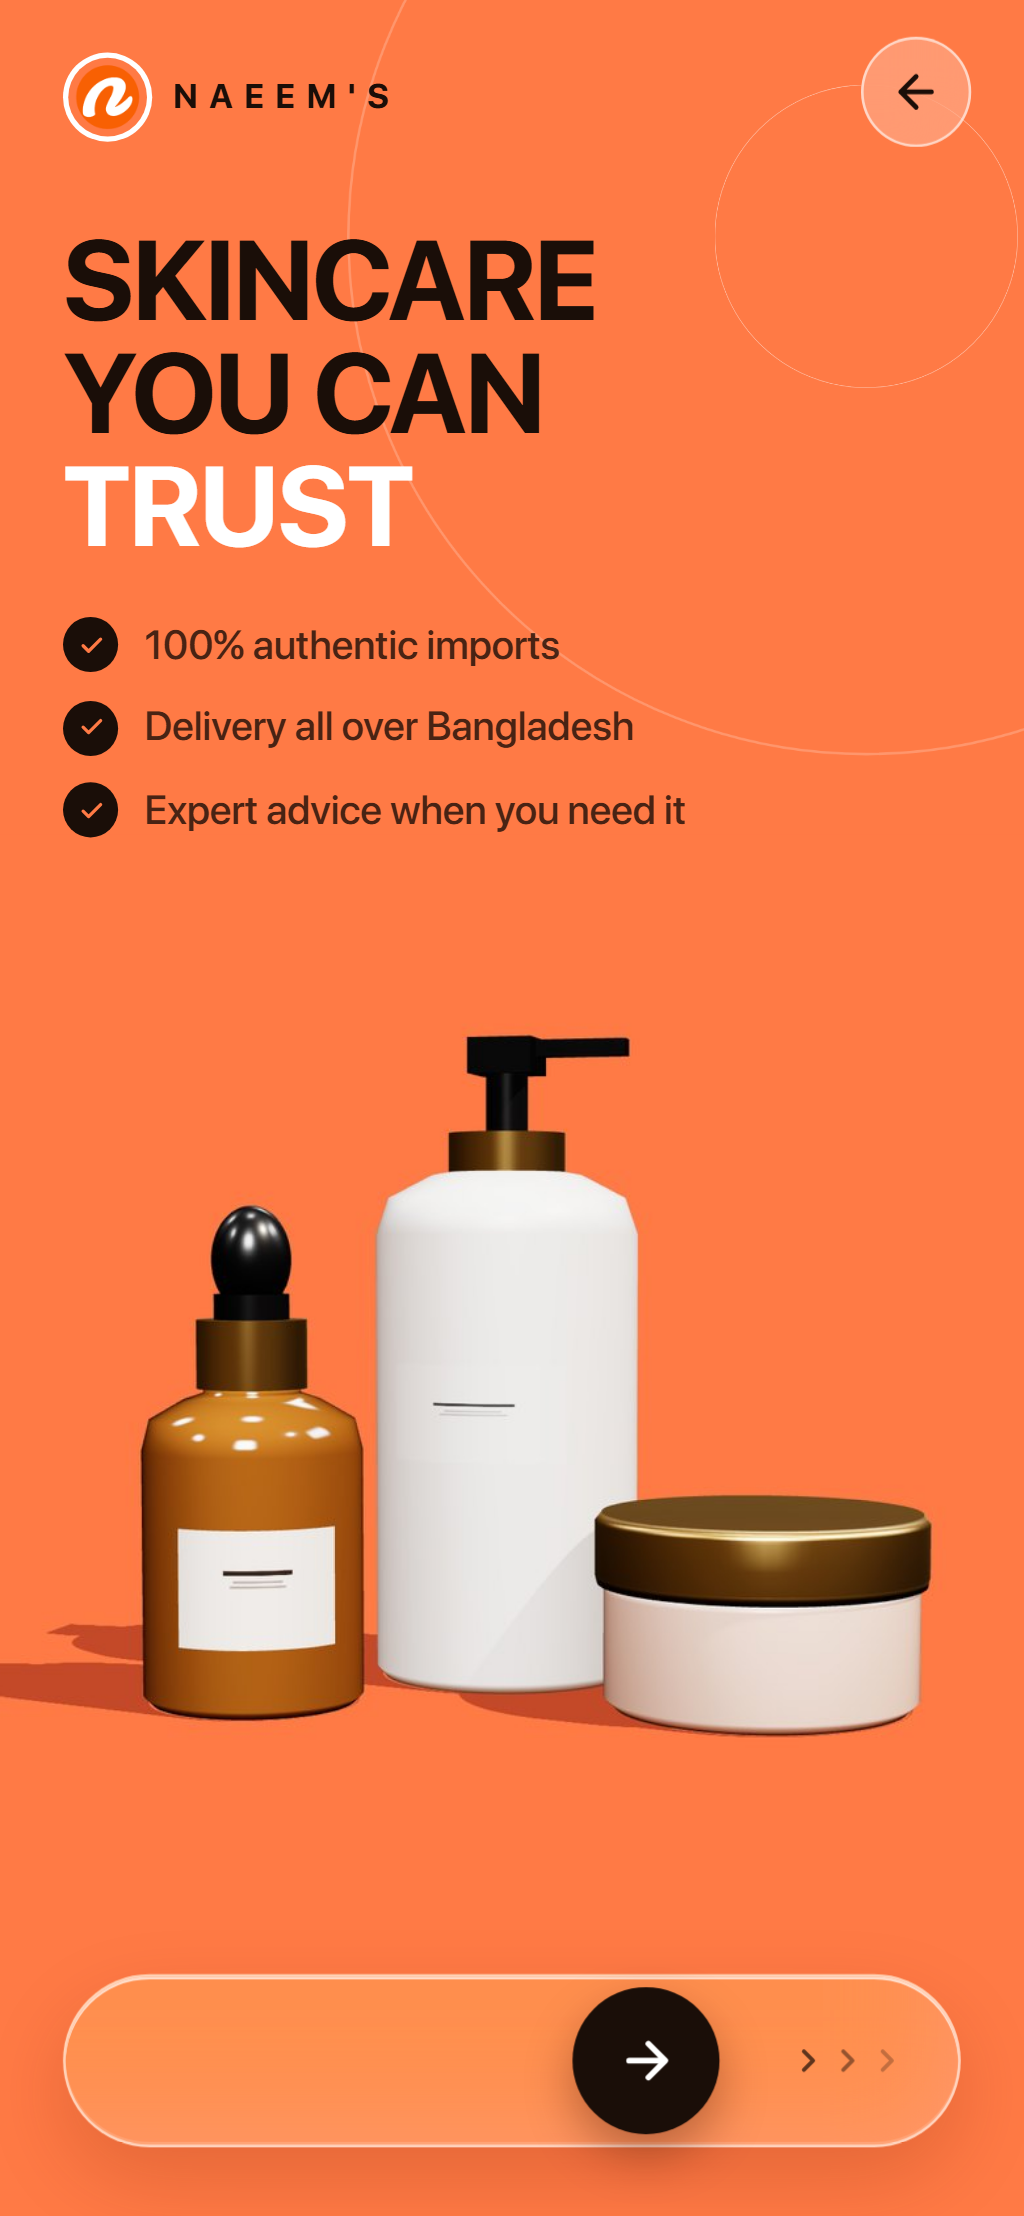 NAEEM'S
SKINCARE
YOU CAN
TRUST
100% authentic imports
Delivery all over Bangladesh
Expert advice when you need it